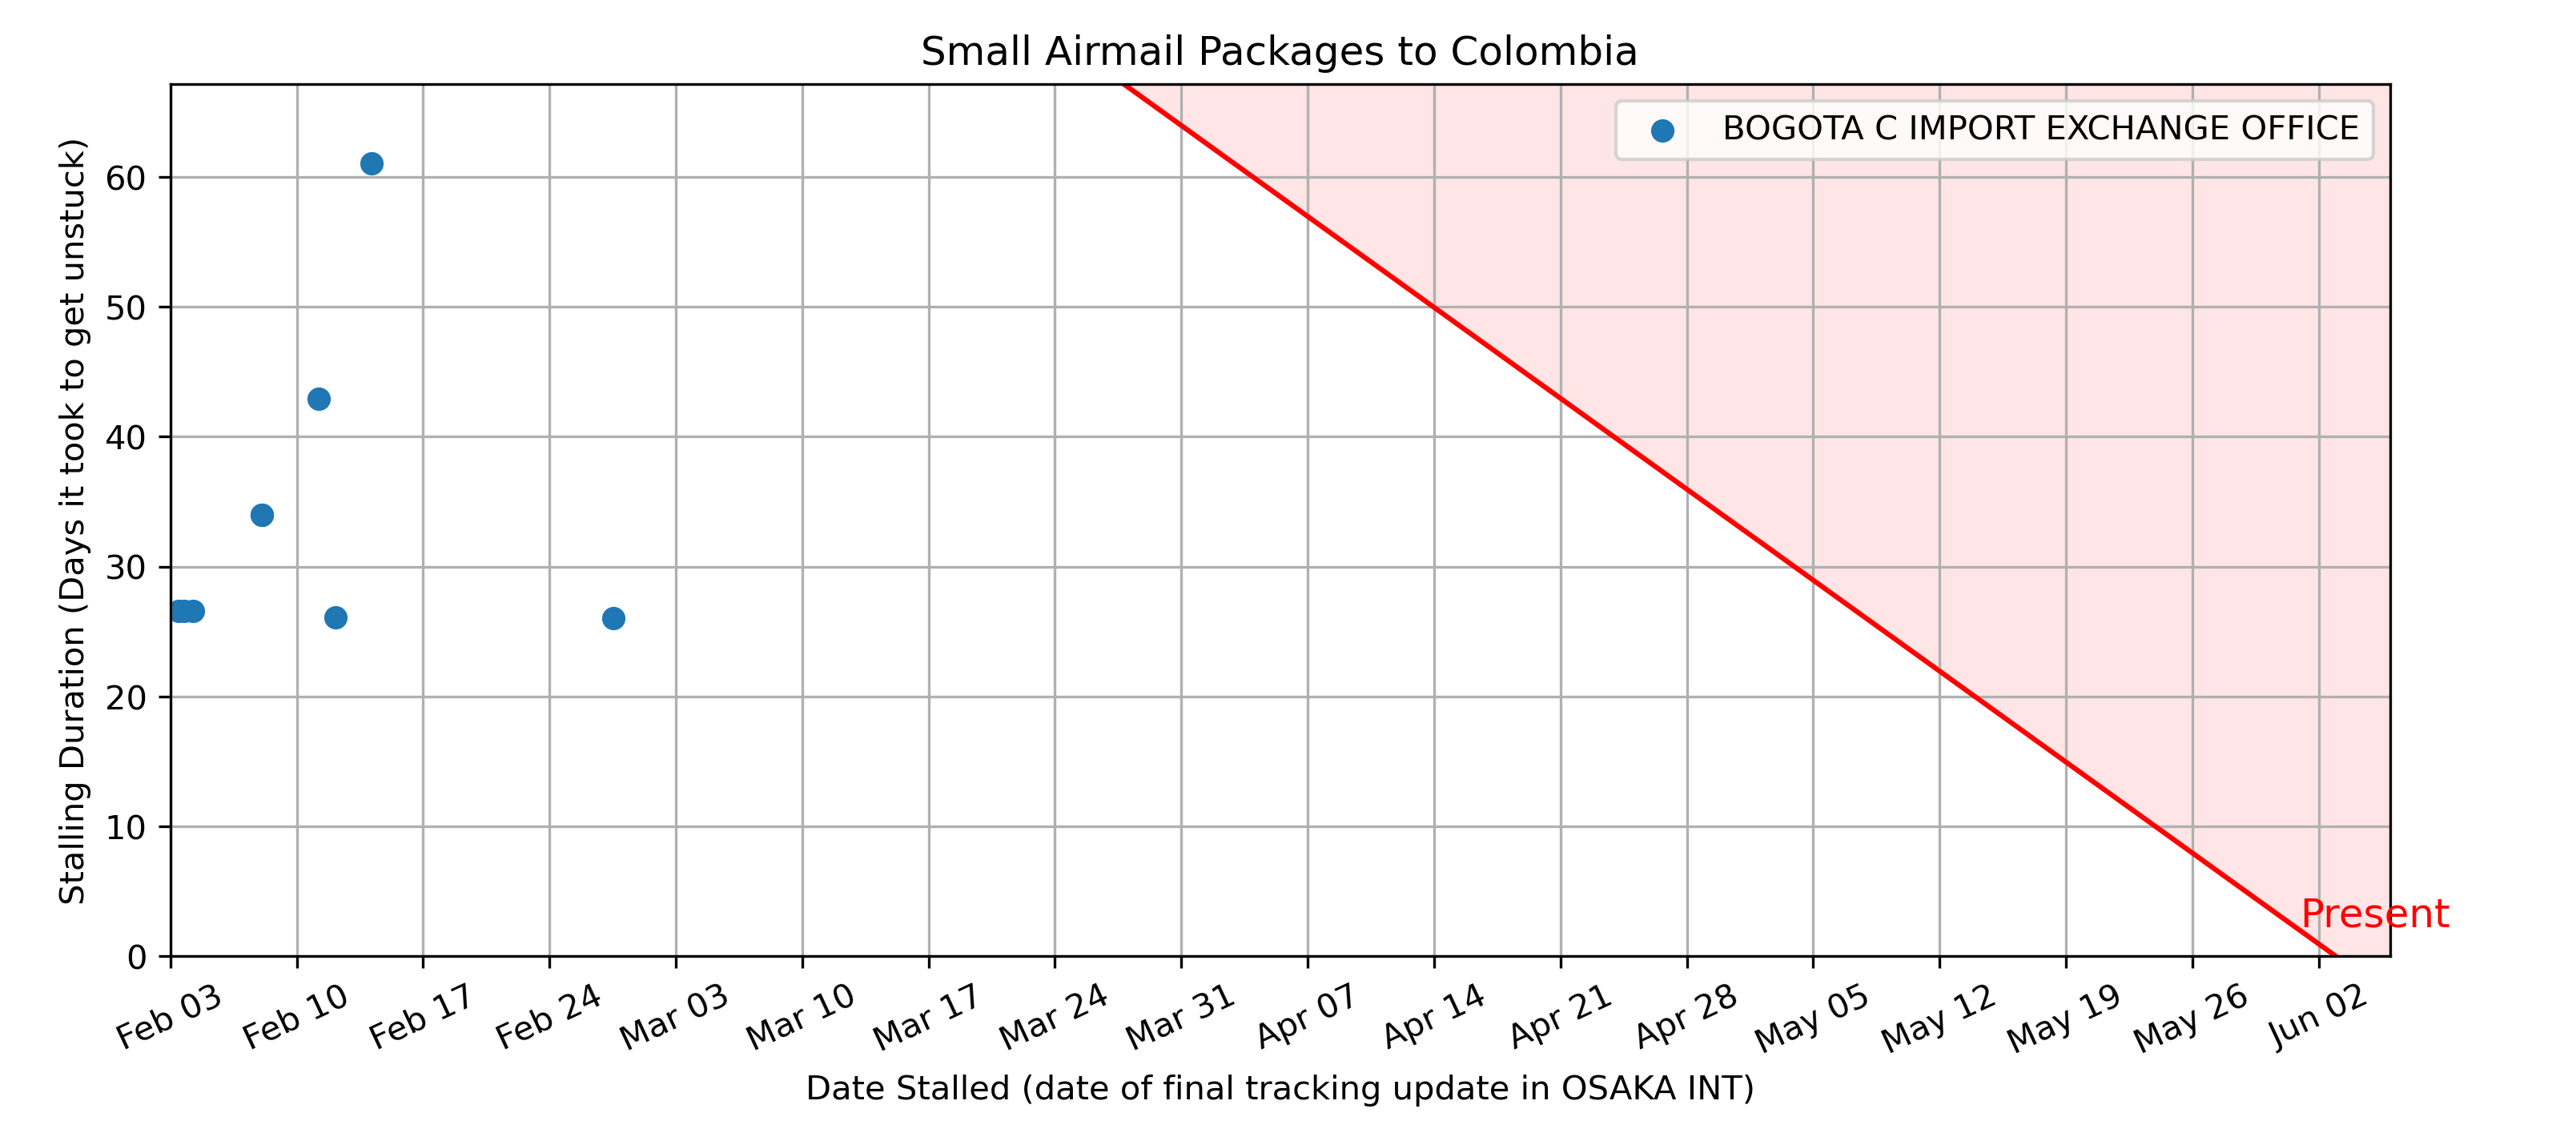 Small Airmail Packages to Colombia
BOGOTA C IMPORT EXCHANGE OFFICE
Stalling Duration (Days it took to get unstuck)
60
50
40
30
20
10
0
Present
Feb 03
Feb 10
Feb 17
Feb 24
Mar 03
Mar 10
Mar 17
Mar 24
Mar 31
Apr 07
Apr 14
Apr 21
Apr 28
May 05
May 12
May 19
May 26
Jun 02
Date Stalled (date of final tracking update in OSAKA INT)